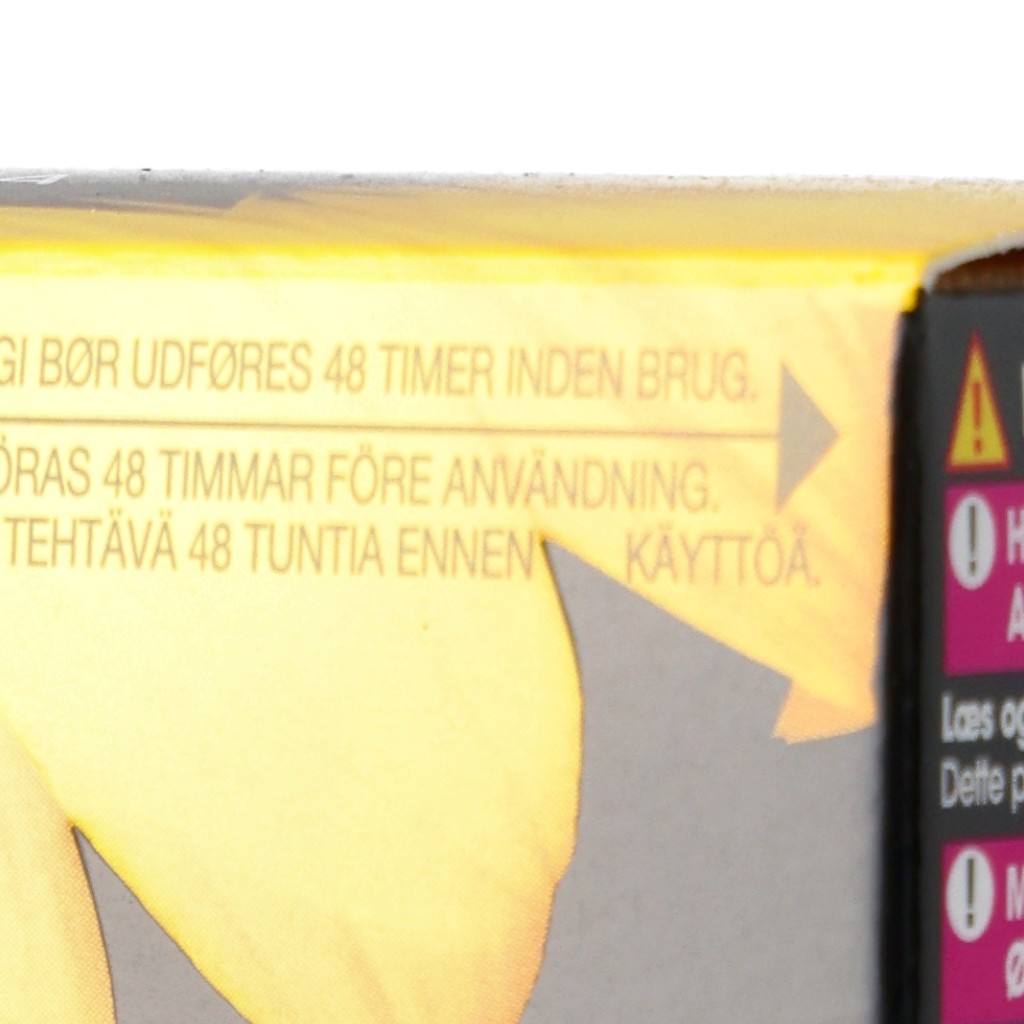 GI BØR UDFØRES 48 TIMER INDEN BRUG.
ÖRAS 48 TIMMAR FÖRE ANVÄNDNING.
TEHTÄVÄ 48 TUNTIA ENNEN KÄYTTÖÄ.
!
! H
A
Læs og
Dette p
! M
Ø